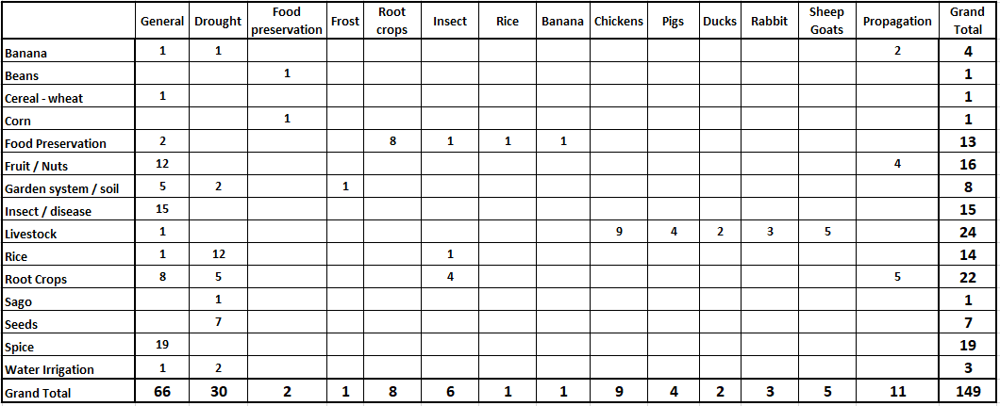 General Drought Food preservation Frost Root crops Insect Rice Banana Chickens Pigs Ducks Rabbit Sheep Goats Propagation Grand Total
Banana 1 1 2 4
Beans 1 1
Cereal - wheat 1 1
Corn 1 1
Food Preservation 2 8 1 1 1 13
Fruit / Nuts 12 4 16
Garden system / soil 5 2 1 8
Insect / disease 15 15
Livestock 1 9 4 2 3 5 24
Rice 1 12 1 14
Root Crops 8 5 4 5 22
Sago 1 1
Seeds 7 7
Spice 19 19
Water Irrigation 1 2 3
Grand Total 66 30 2 1 8 6 1 1 9 4 2 3 5 11 149